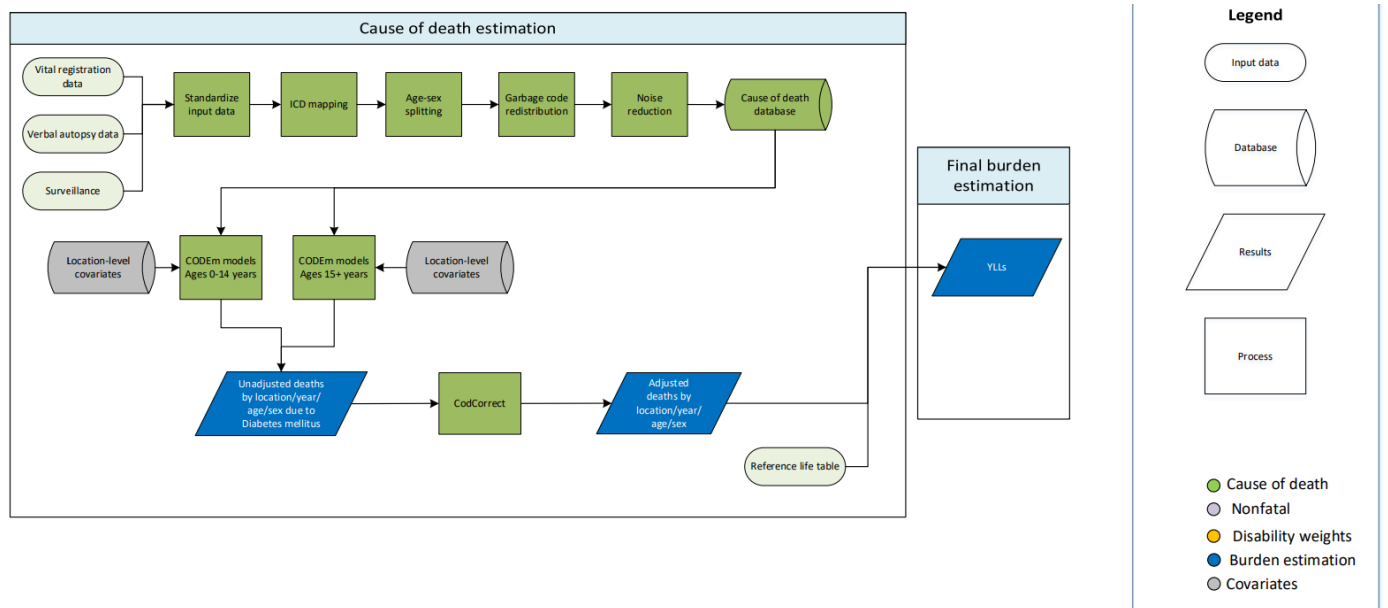 Cause of death estimation
Vital registration
data
Verbal autopsy data
Surveillance
Standardize
input data
ICD mapping
Age-sex
splitting
Garbage code
redistribution
Noise
reduction
Cause of death
database
Location-level
covariates
CODEm models
Ages 0-14 years
CODEm models
Ages 15+ years
Location-level
covariates
Unadjusted deaths
by location/year/
age/sex due to
Diabetes mellitus
CodCorrect
Adjusted
deaths by
location/year/
age/sex
Reference life table
Final burden
estimation
YLLs
Legend
Input data
Database
Results
Process
Cause of death
Nonfatal
Disability weights
Burden estimation
Covariates